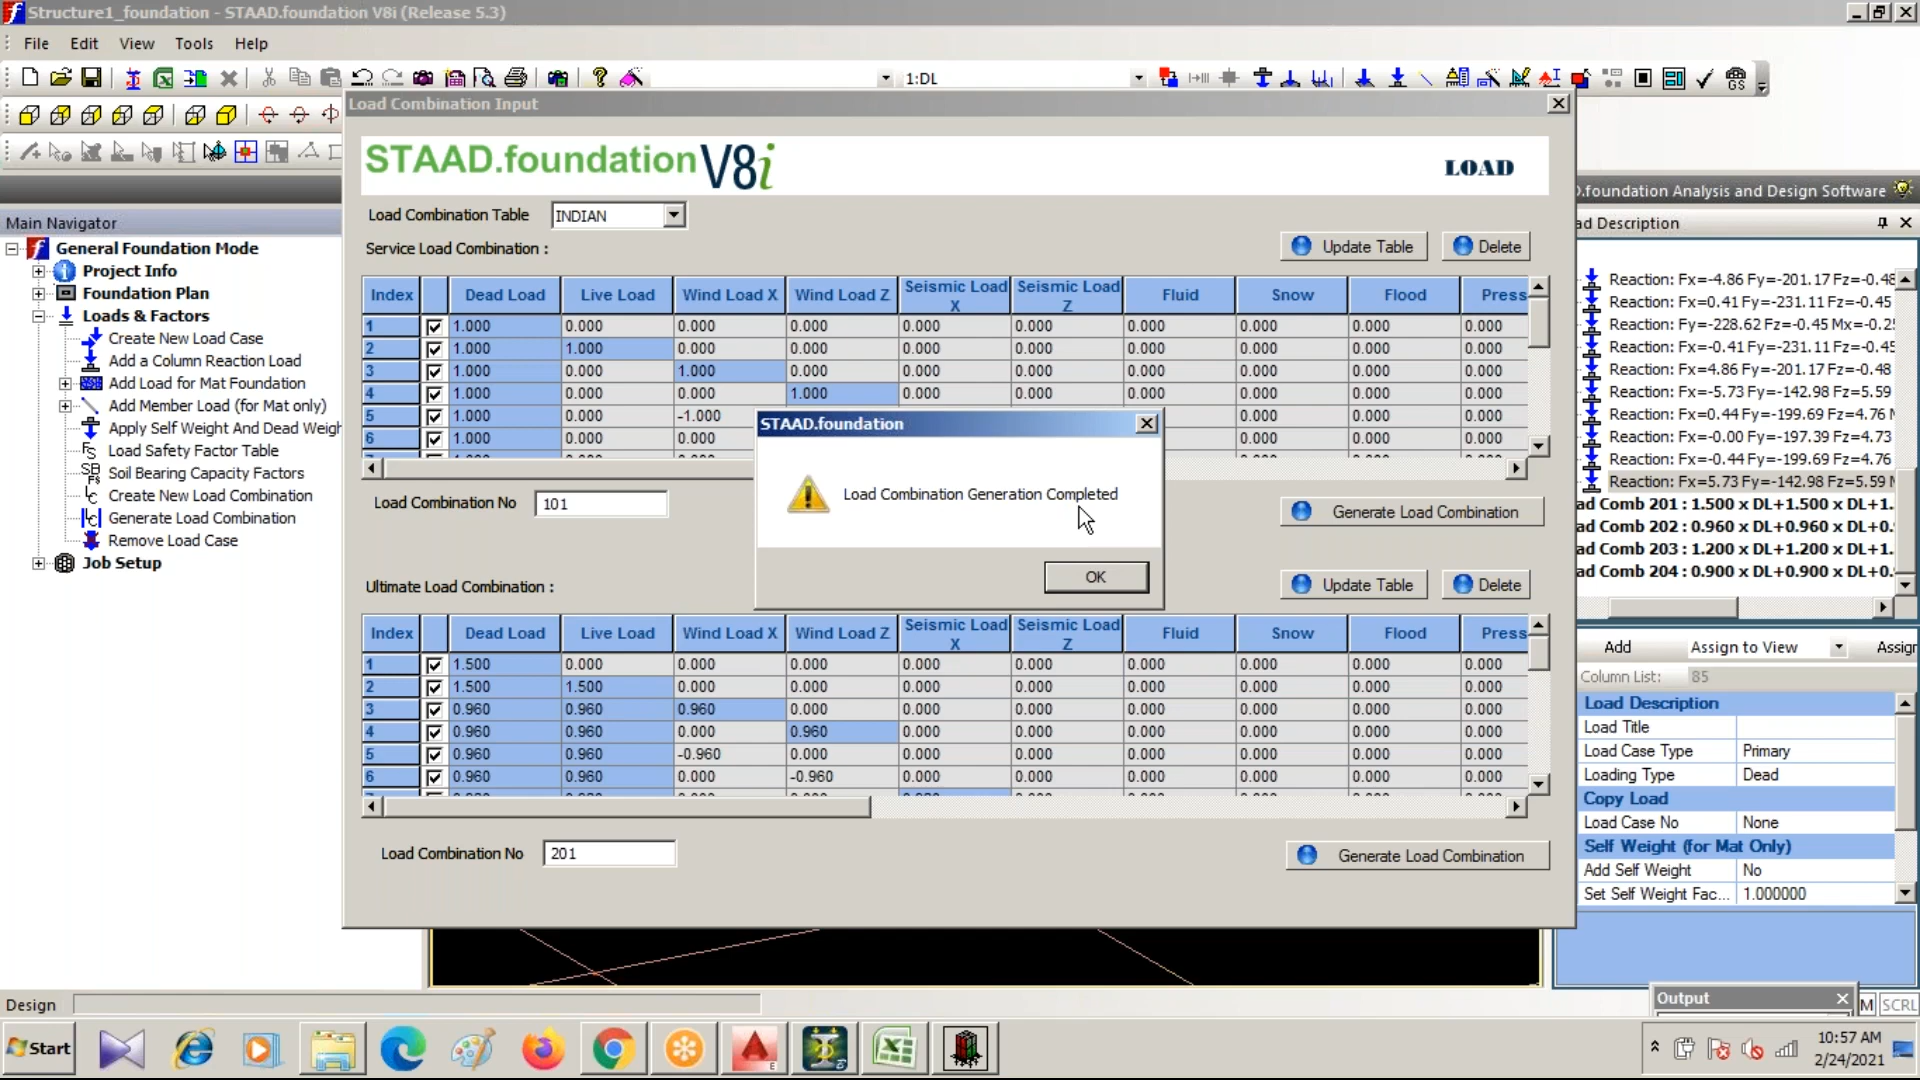 Structure1_foundation - STAAD.foundation V8i (Release 5.3)
File Edit View Tools Help
1:DL
GS
Load Combination Input
STAAD.foundation V8i
LOAD
Load Combination Table INDIAN
Service Load Combination :
Update Table Delete
Index Dead Load Live Load Wind Load X Wind Load Z Seismic Load X Seismic Load Z Fluid Snow Flood Press
1 1.000 0.000 0.000 0.000 0.000 0.000 0.000 0.000 0.000 0.000
2 1.000 1.000 0.000 0.000 0.000 0.000 0.000 0.000 0.000 0.000
3 1.000 0.000 1.000 0.000 0.000 0.000 0.000 0.000 0.000 0.000
4 1.000 0.000 0.000 1.000 0.000 0.000 0.000 0.000 0.000 0.000
5 1.000 0.000 -1.000 0.000 0.000 0.000
6 1.000 0.000 0.000 0.000 0.000 0.000
Load Combination No 101
Generate Load Combination
STAAD.foundation
Load Combination Generation Completed
OK
Ultimate Load Combination :
Update Table Delete
Index Dead Load Live Load Wind Load X Wind Load Z Seismic Load X Seismic Load Z Fluid Snow Flood Press
1 1.500 0.000 0.000 0.000 0.000 0.000 0.000 0.000 0.000 0.000
2 1.500 1.500 0.000 0.000 0.000 0.000 0.000 0.000 0.000 0.000
3 0.960 0.960 0.960 0.000 0.000 0.000 0.000 0.000 0.000 0.000
4 0.960 0.960 0.000 0.960 0.000 0.000 0.000 0.000 0.000 0.000
5 0.960 0.960 -0.960 0.000 0.000 0.000 0.000 0.000 0.000 0.000
6 0.960 0.960 0.000 -0.960 0.000 0.000 0.000 0.000 0.000 0.000
Load Combination No 201
Generate Load Combination
Main Navigator
General Foundation Mode
Project Info
Foundation Plan
Loads & Factors
Create New Load Case
Add a Column Reaction Load
Add Load for Mat Foundation
Add Member Load (for Mat only)
Apply Self Weight And Dead Weigh
Load Safety Factor Table
Soil Bearing Capacity Factors
Create New Load Combination
Generate Load Combination
Remove Load Case
Job Setup
D.foundation Analysis and Design Software
ad Description
Reaction: Fx=-4.86 Fy=-201.17 Fz=-0.48
Reaction: Fx=0.41 Fy=-231.11 Fz=-0.45
Reaction: Fy=-228.62 Fz=-0.45 Mx=-0.25
Reaction: Fx=-0.41 Fy=-231.11 Fz=-0.45
Reaction: Fx=4.86 Fy=-201.17 Fz=-0.48
Reaction: Fx=-5.73 Fy=-142.98 Fz=5.59
Reaction: Fx=0.44 Fy=-199.69 Fz=4.76 M
Reaction: Fx=-0.00 Fy=-197.39 Fz=4.73
Reaction: Fx=-0.44 Fy=-199.69 Fz=4.76
Reaction: Fx=5.73 Fy=-142.98 Fz=5.59 M
ad Comb 201 : 1.500 x DL+1.500 x DL+1.
ad Comb 202 : 0.960 x DL+0.960 x DL+0.
ad Comb 203 : 1.200 x DL+1.200 x DL+1.
ad Comb 204 : 0.900 x DL+0.900 x DL+0.
Add Assign to View Assign
Column List: 85
Load Description
Load Title
Load Case Type Primary
Loading Type Dead
Copy Load
Load Case No None
Self Weight (for Mat Only)
Add Self Weight No
Set Self Weight Fac... 1.000000
Output
Design
M SCRL
Start
10:57 AM
2/24/2021